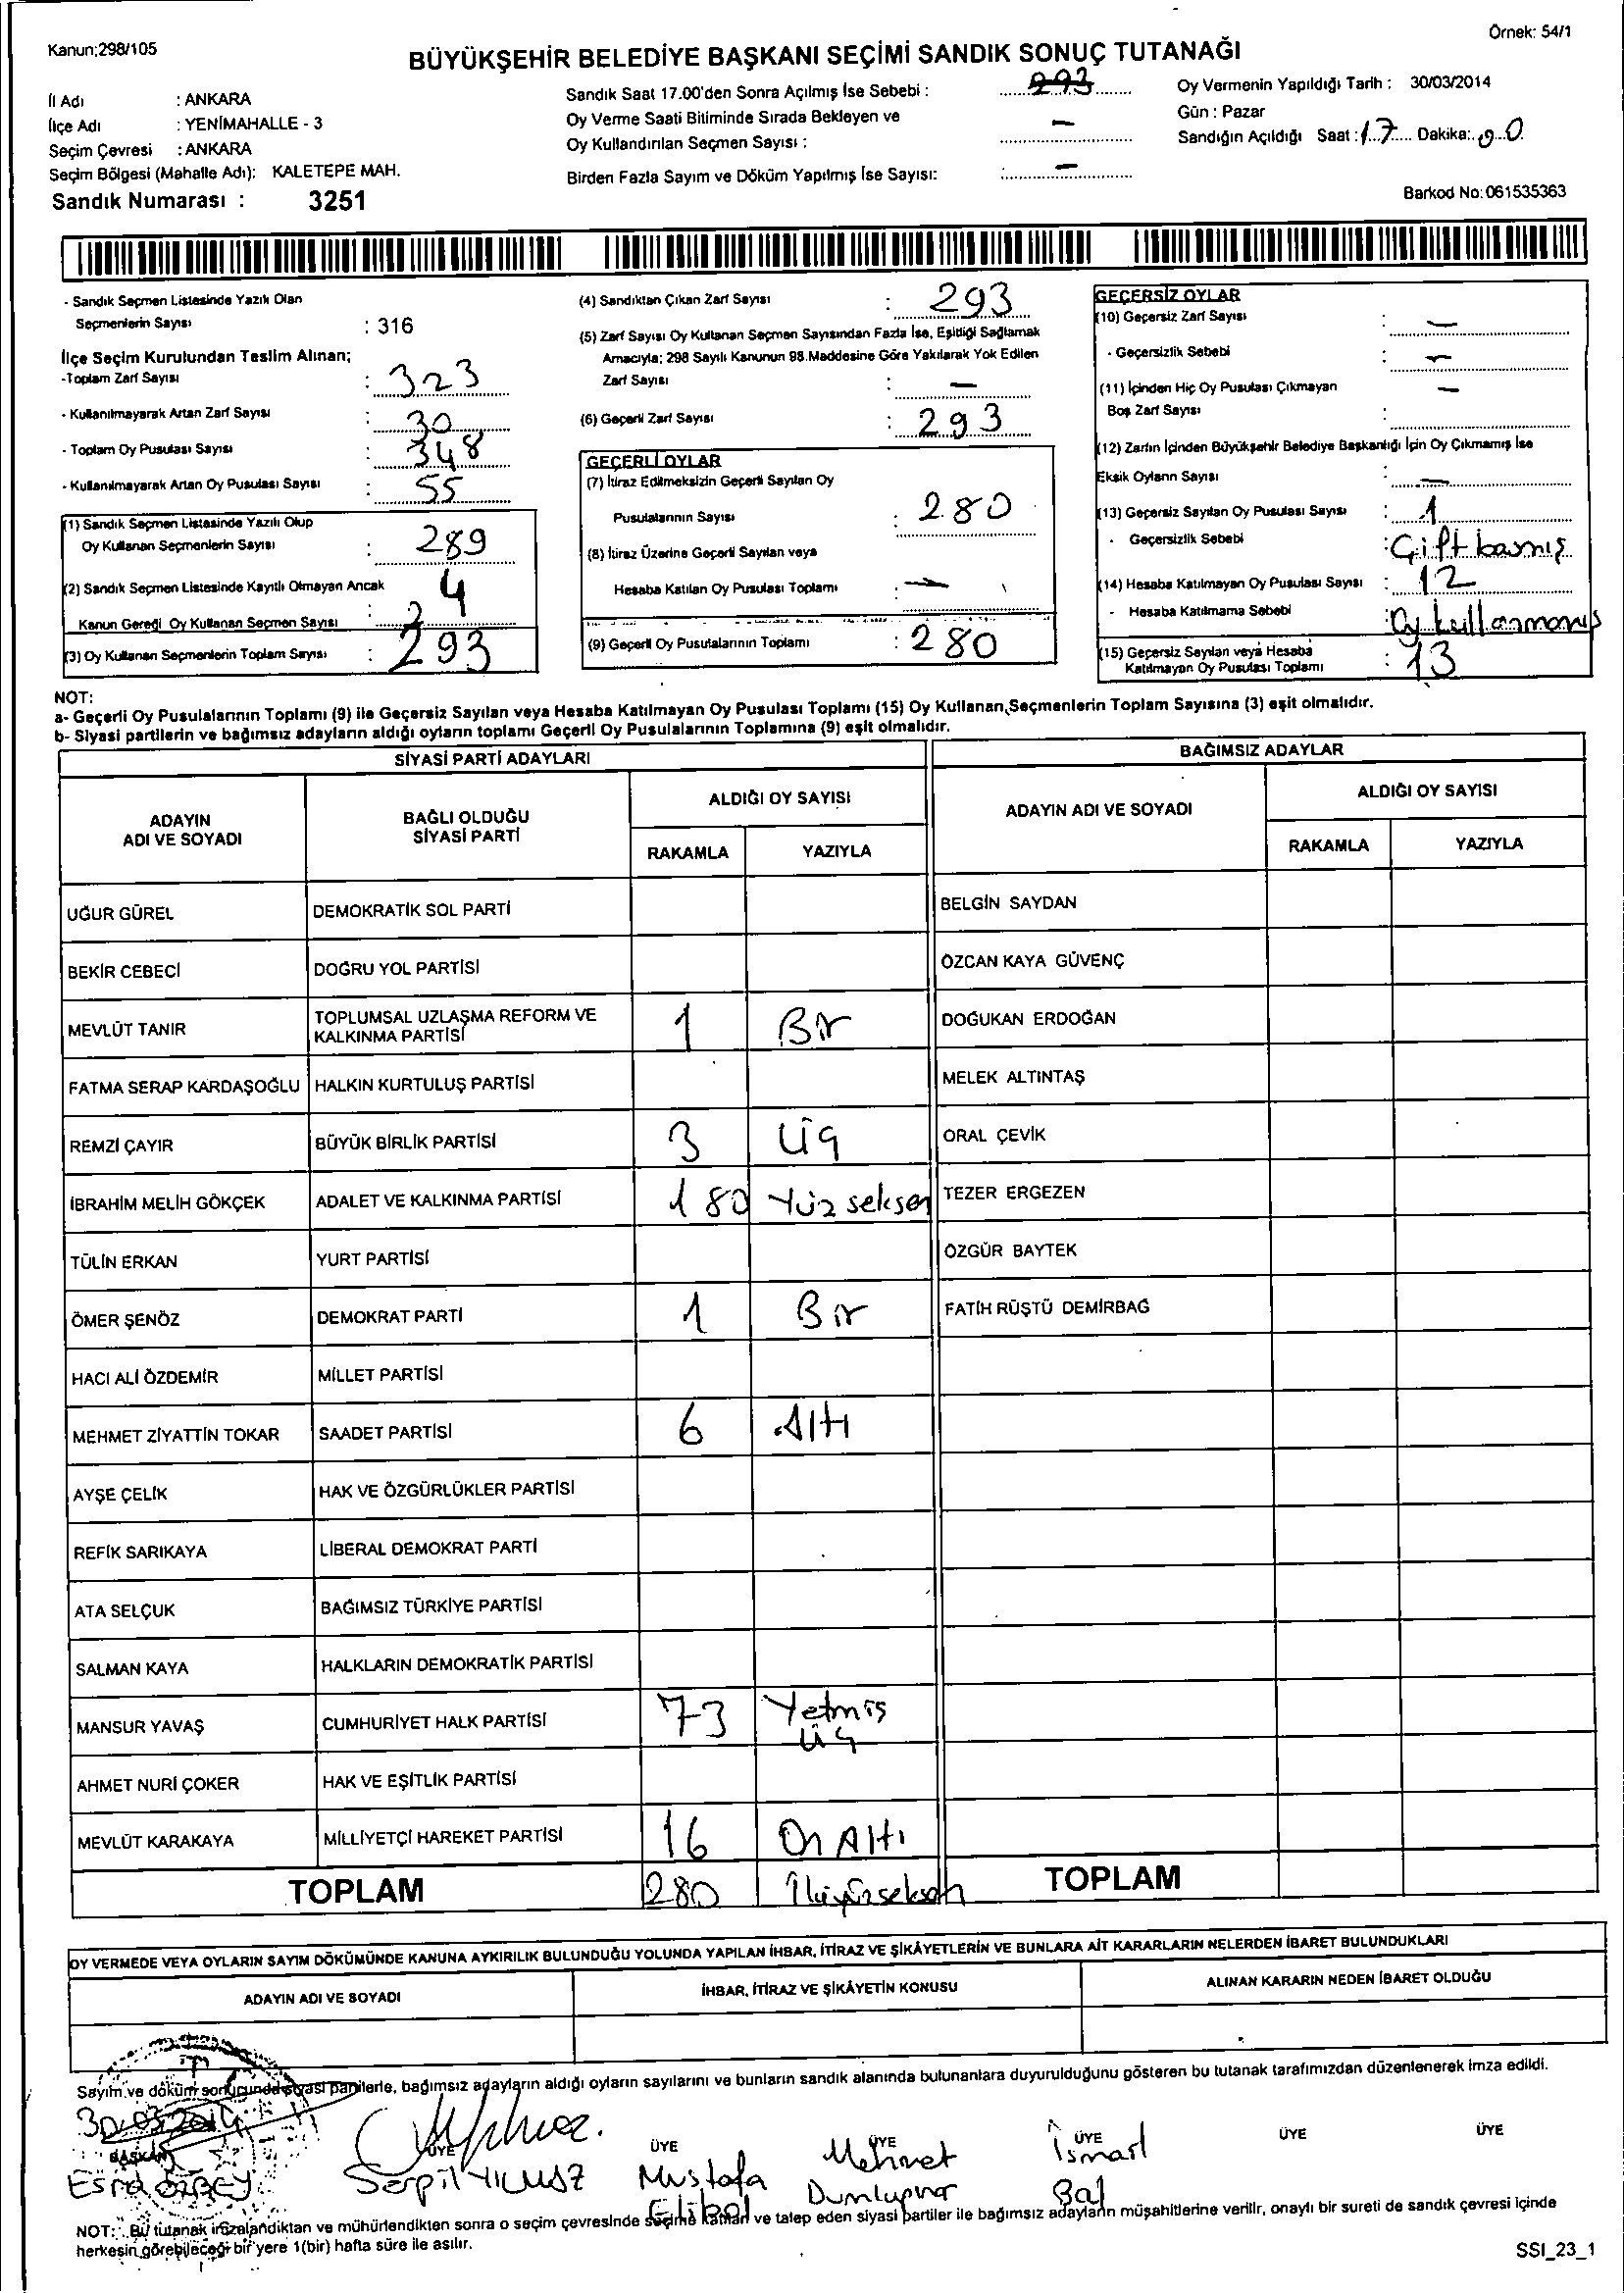 Örnek: 54/1
Kanun;298/105
BÜYÜKŞEHİR BELEDİYE BAŞKANI SEÇİMİ SANDIK SONUÇ TUTANAĞI
İl Adı : ANKARA
İlçe Adı : YENİMAHALLE - 3
Seçim Çevresi : ANKARA
Seçim Bölgesi (Mahalle Adı): KALETEPE MAH.
Sandık Numarası : 3251
Sandık Saat 17.00'den Sonra Açılmış İse Sebebi : 293
Oy Verme Saati Bitiminde Sırada Bekleyen ve
Oy Kullandırılan Seçmen Sayısı : —
Birden Fazla Sayım ve Döküm Yapılmış İse Sayısı: —
Oy Vermenin Yapıldığı Tarih : 30/03/2014
Gün : Pazar
Sandığın Açıldığı Saat : 17 Dakika: 00
Barkod No: 061535363
- Sandık Seçmen Listesinde Yazılı Olan
Seçmenlerin Sayısı : 316
İlçe Seçim Kurulundan Teslim Alınan;
-Toplam Zarf Sayısı : 323
- Kullanılmayarak Artan Zarf Sayısı : 30
- Toplam Oy Pusulası Sayısı : 348
- Kullanılmayarak Artan Oy Pusulası Sayısı : 55
(1) Sandık Seçmen Listesinde Yazılı Olup
Oy Kullanan Seçmenlerin Sayısı : 289
(2) Sandık Seçmen Listesinde Kayıtlı Olmayan Ancak
Kanun Gereği Oy Kullanan Seçmen Sayısı : 4
(3) Oy Kullanan Seçmenlerin Toplam Sayısı : 293
(4) Sandıktan Çıkan Zarf Sayısı : 293
(5) Zarf Sayısı Oy Kullanan Seçmen Sayısından Fazla İse, Eşitliği Sağlamak
Amacıyla; 298 Sayılı Kanunun 98.Maddesine Göre Yakılarak Yok Edilen
Zarf Sayısı : —
(6) Geçerli Zarf Sayısı : 293
GEÇERLİ OYLAR
(7) İtiraz Edilmeksizin Geçerli Sayılan Oy
Pusulalarının Sayısı : 280
(8) İtiraz Üzerine Geçerli Sayılan veya
Hesaba Katılan Oy Pusulası Toplamı : —
(9) Geçerli Oy Pusulalarının Toplamı : 280
GEÇERSİZ OYLAR
(10) Geçersiz Zarf Sayısı : —
- Geçersizlik Sebebi : —
(11) İçinden Hiç Oy Pusulası Çıkmayan —
Boş Zarf Sayısı :
(12) Zarfın İçinden Büyükşehir Belediye Başkanlığı İçin Oy Çıkmamış İse
Eksik Oyların Sayısı : —
(13) Geçersiz Sayılan Oy Pusulası Sayısı : 1
- Geçersizlik Sebebi : Çift basmış
(14) Hesaba Katılmayan Oy Pusulası Sayısı : 12
- Hesaba Katılmama Sebebi : Oy kullanmamış
(15) Geçersiz Sayılan veya Hesaba
Katılmayan Oy Pusulası Toplamı : 13
NOT:
a- Geçerli Oy Pusulalarının Toplamı (9) ile Geçersiz Sayılan veya Hesaba Katılmayan Oy Pusulası Toplamı (15) Oy Kullanan Seçmenlerin Toplam Sayısına (3) eşit olmalıdır.
b- Siyasi partilerin ve bağımsız adayların aldığı oyların toplamı Geçerli Oy Pusulalarının Toplamına (9) eşit olmalıdır.
SİYASİ PARTİ ADAYLARI
ADAYIN ADI VE SOYADI
BAĞLI OLDUĞU SİYASİ PARTİ
ALDIĞI OY SAYISI
RAKAMLA YAZIYLA
UĞUR GÜREL DEMOKRATİK SOL PARTİ
BEKİR CEBECİ DOĞRU YOL PARTİSİ
MEVLÜT TANIR TOPLUMSAL UZLAŞMA REFORM VE KALKINMA PARTİSİ 1 Bir
FATMA SERAP KARDAŞOĞLU HALKIN KURTULUŞ PARTİSİ
REMZİ ÇAYIR BÜYÜK BİRLİK PARTİSİ 3 Üç
İBRAHİM MELİH GÖKÇEK ADALET VE KALKINMA PARTİSİ 180 Yüz seksen
TÜLİN ERKAN YURT PARTİSİ
ÖMER ŞENÖZ DEMOKRAT PARTİ 1 Bir
HACI ALİ ÖZDEMİR MİLLET PARTİSİ
MEHMET ZİYATTİN TOKAR SAADET PARTİSİ 6 Altı
AYŞE ÇELİK HAK VE ÖZGÜRLÜKLER PARTİSİ
REFİK SARIKAYA LİBERAL DEMOKRAT PARTİ
ATA SELÇUK BAĞIMSIZ TÜRKİYE PARTİSİ
SALMAN KAYA HALKLARIN DEMOKRATİK PARTİSİ
MANSUR YAVAŞ CUMHURİYET HALK PARTİSİ 73 Yetmiş Üç
AHMET NURİ ÇOKER HAK VE EŞİTLİK PARTİSİ
MEVLÜT KARAKAYA MİLLİYETÇİ HAREKET PARTİSİ 16 On Altı
TOPLAM 280 İkiyüzseksen
BAĞIMSIZ ADAYLAR
ADAYIN ADI VE SOYADI
ALDIĞI OY SAYISI
RAKAMLA YAZIYLA
BELGİN SAYDAN
ÖZCAN KAYA GÜVENÇ
DOĞUKAN ERDOĞAN
MELEK ALTINTAŞ
ORAL ÇEVİK
TEZER ERGEZEN
ÖZGÜR BAYTEK
FATİH RÜŞTÜ DEMİRBAĞ
TOPLAM
OY VERMEDE VEYA OYLARIN SAYIM DÖKÜMÜNDE KANUNA AYKIRILIK BULUNDUĞU YOLUNDA YAPILAN İHBAR, İTİRAZ VE ŞİKÂYETLERİN VE BUNLARA AİT KARARLARIN NELERDEN İBARET BULUNDUKLARI
ADAYIN ADI VE SOYADI
İHBAR, İTİRAZ VE ŞİKÂYETİN KONUSU
ALINAN KARARIN NEDEN İBARET OLDUĞU
Sayım ve döküm sonucunda siyasi partilerle, bağımsız adayların aldığı oyların sayılarını ve bunların sandık alanında bulunanlara duyurulduğunu gösteren bu tutanak tarafımızdan düzenlenerek imza edildi.
30.03.2014
BAŞKAN ÜYE ÜYE ÜYE ÜYE ÜYE ÜYE
Esra ÖZBEY
Serpil YILMAZ
Mustafa Elibol
Mehmet Dumlupınar
İsmail Bal
NOT: Bu tutanak imzalandıktan ve mühürlendikten sonra o seçim çevresinde seçime katılan ve talep eden siyasi partiler ile bağımsız adayların müşahitlerine verilir, onaylı bir sureti de sandık çevresi içinde
herkesin görebileceği bir yere 1(bir) hafta süre ile asılır.
SSI_23_1